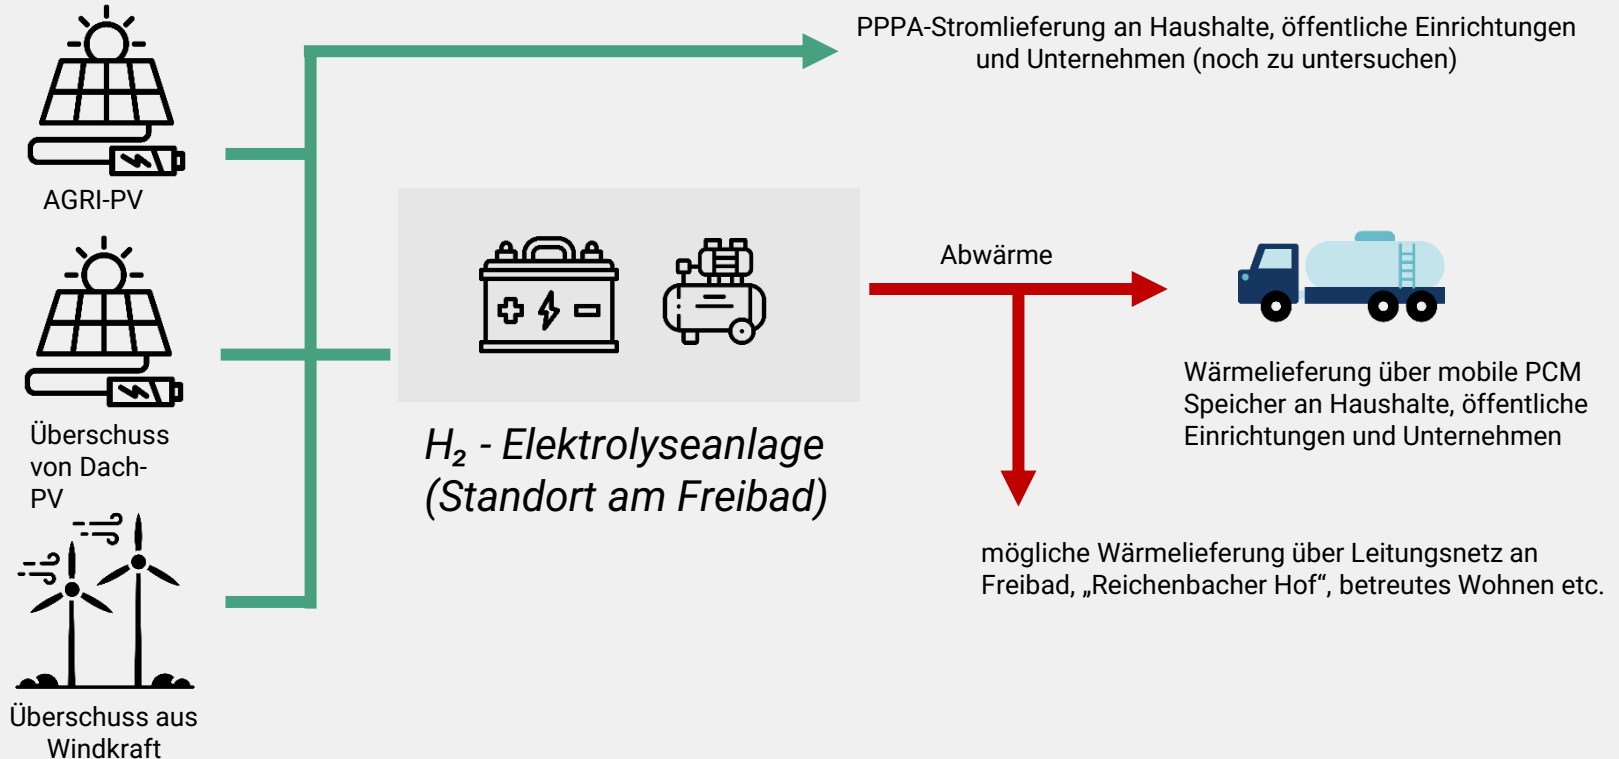 PPPA-Stromlieferung an Haushalte, öffentliche Einrichtungen
und Unternehmen (noch zu untersuchen)
AGRI-PV
Abwärme
Überschuss
von Dach-
PV
H₂ - Elektrolyseanlage
(Standort am Freibad)
Wärmelieferung über mobile PCM
Speicher an Haushalte, öffentliche
Einrichtungen und Unternehmen
mögliche Wärmelieferung über Leitungsnetz an
Freibad, „Reichenbacher Hof“, betreutes Wohnen etc.
Überschuss aus
Windkraft